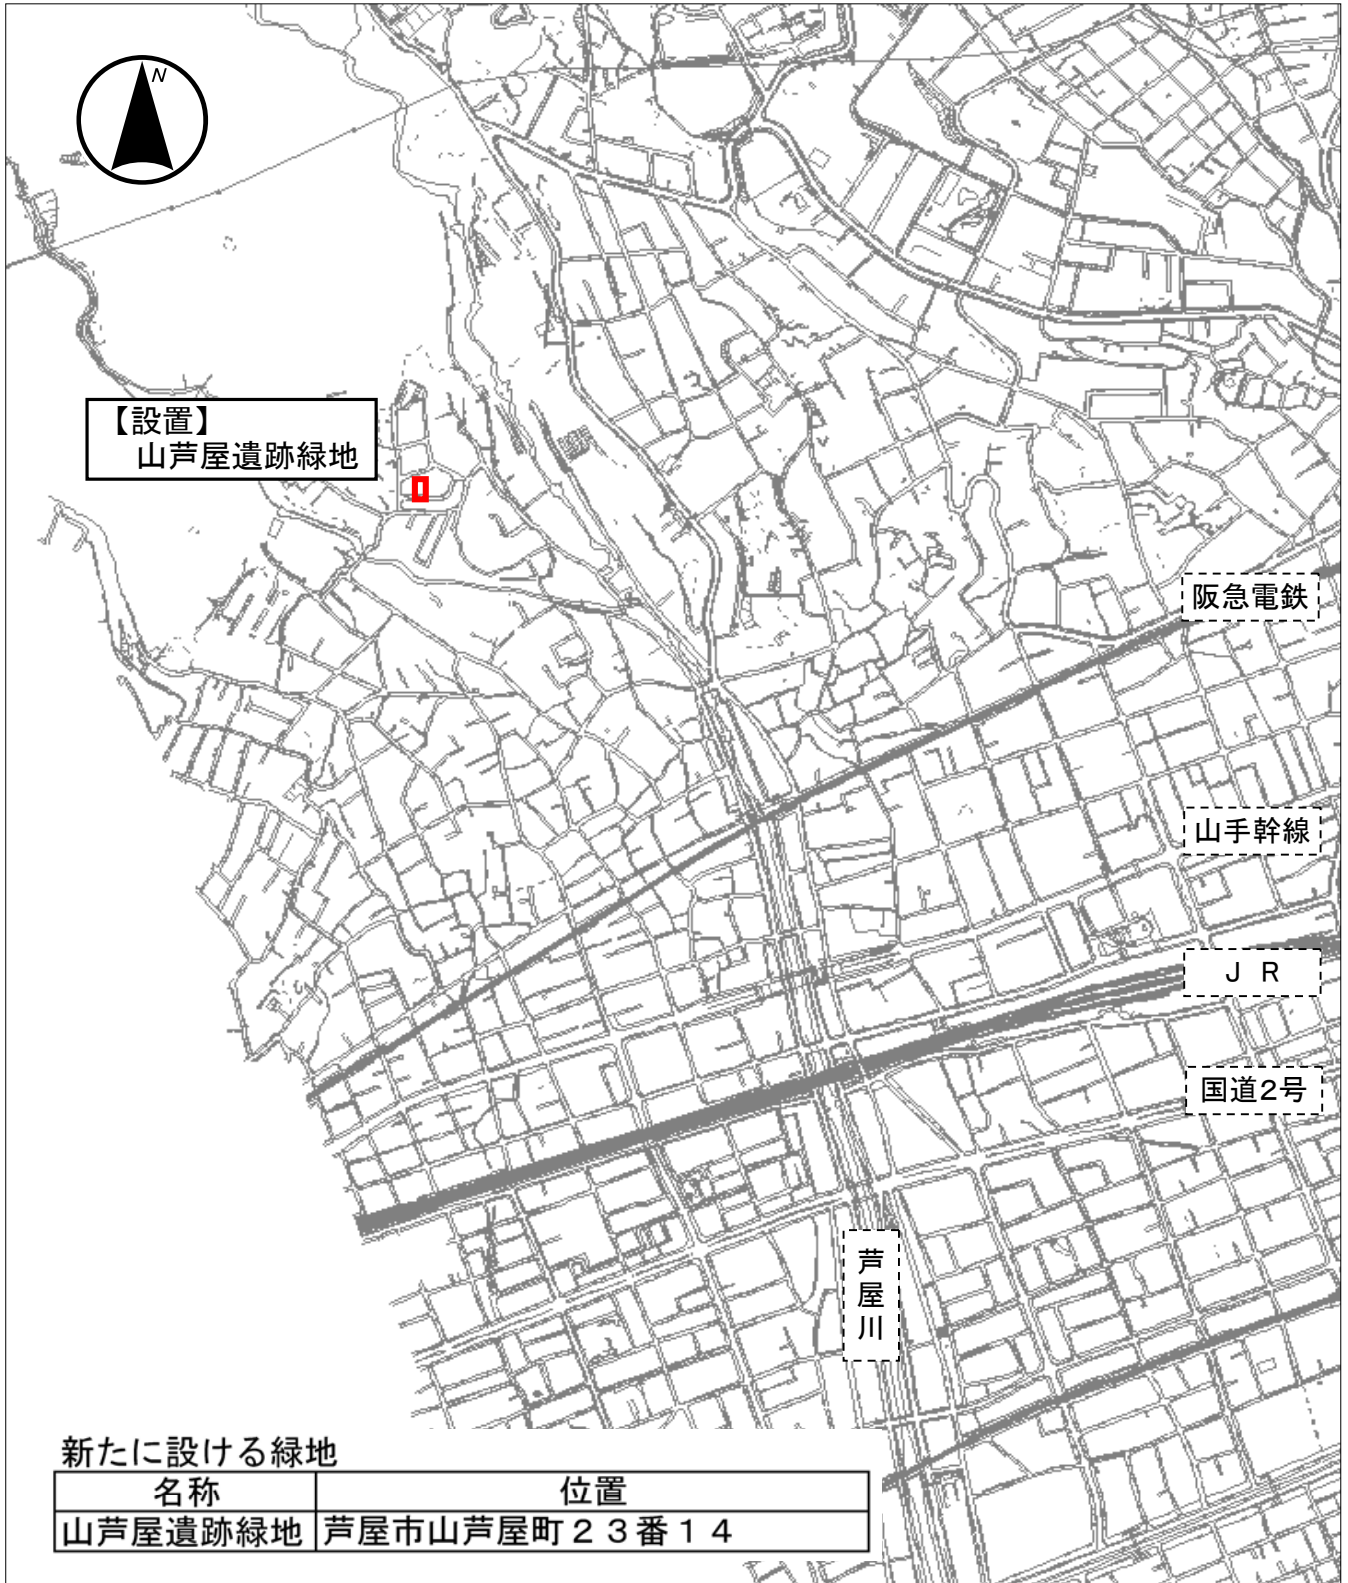 N
【設置】
山芦屋遺跡緑地
阪急電鉄
山手幹線
ＪＲ
国道2号
芦屋川
新たに設ける緑地
名称 位置
山芦屋遺跡緑地 芦屋市山芦屋町２３番１４